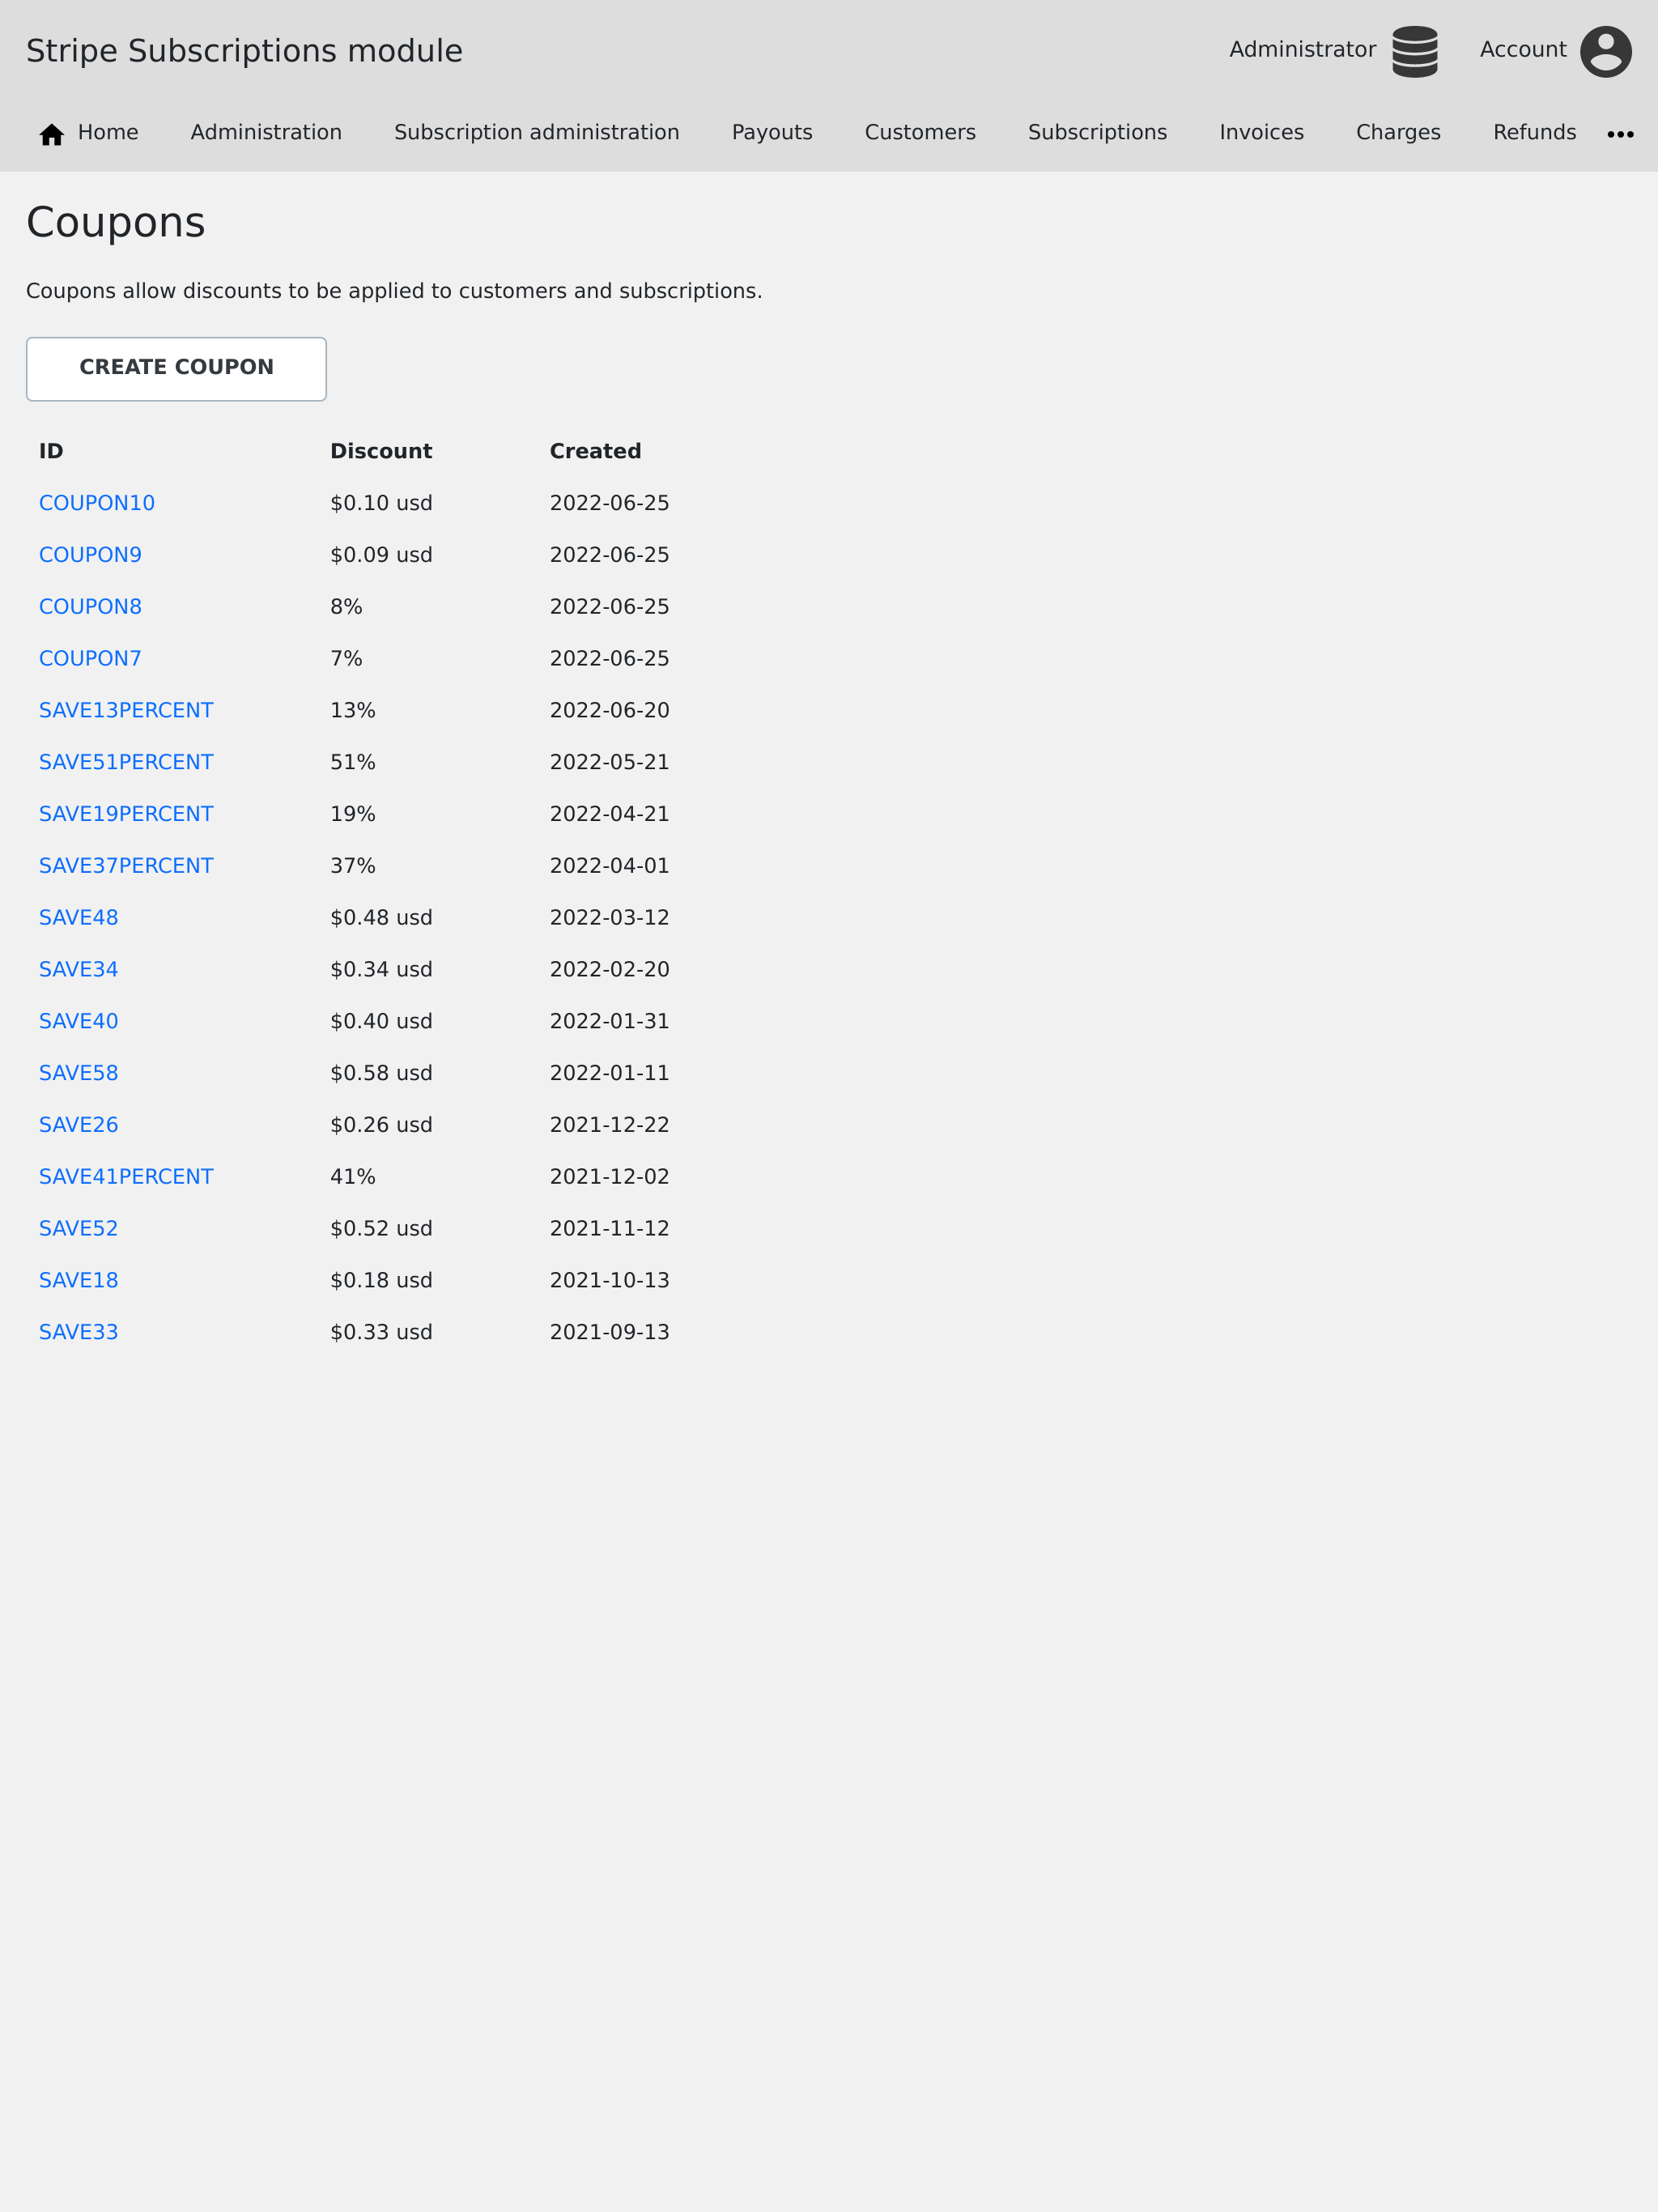 Stripe Subscriptions module
Administrator Account
Home Administration Subscription administration Payouts Customers Subscriptions Invoices Charges Refunds
Coupons
Coupons allow discounts to be applied to customers and subscriptions.
CREATE COUPON
ID Discount Created
COUPON10 $0.10 usd 2022-06-25
COUPON9 $0.09 usd 2022-06-25
COUPON8 8% 2022-06-25
COUPON7 7% 2022-06-25
SAVE13PERCENT 13% 2022-06-20
SAVE51PERCENT 51% 2022-05-21
SAVE19PERCENT 19% 2022-04-21
SAVE37PERCENT 37% 2022-04-01
SAVE48 $0.48 usd 2022-03-12
SAVE34 $0.34 usd 2022-02-20
SAVE40 $0.40 usd 2022-01-31
SAVE58 $0.58 usd 2022-01-11
SAVE26 $0.26 usd 2021-12-22
SAVE41PERCENT 41% 2021-12-02
SAVE52 $0.52 usd 2021-11-12
SAVE18 $0.18 usd 2021-10-13
SAVE33 $0.33 usd 2021-09-13